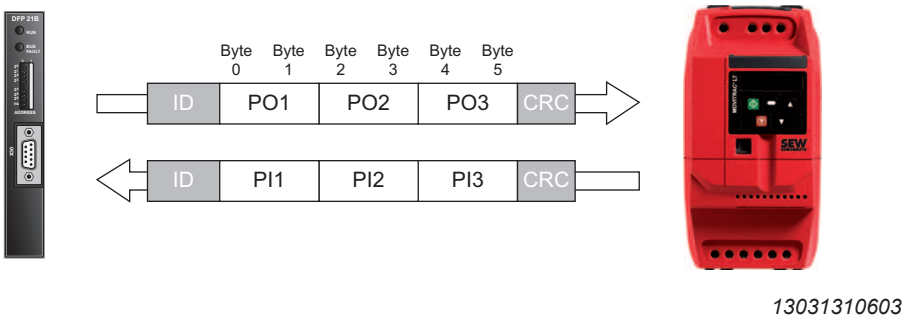 DFP 21B
RUN
BUS
FAULT
ADDRESS
X30
Byte Byte Byte Byte Byte Byte
0 1 2 3 4 5
ID PO1 PO2 PO3 CRC
ID PI1 PI2 PI3 CRC
MOVITRAC® LT
SEW
EURODRIVE
13031310603